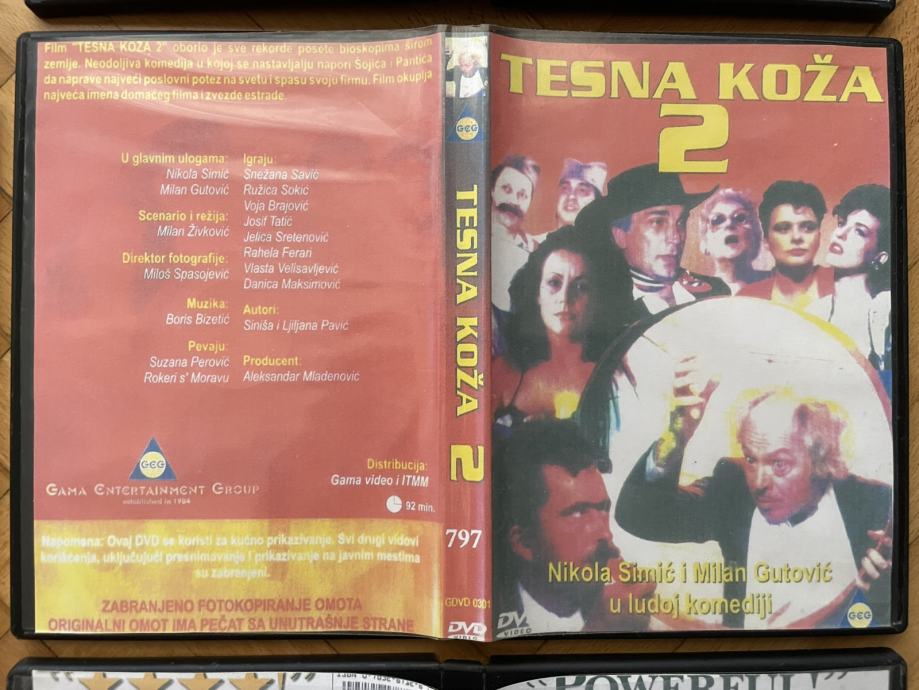 Film "TESNA KOŽA 2" oborio je sve rekorde posete bioskopima širom
zemlje. Neodoljiva komedija u kojoj se nastavljalju napori Šojića i Pantića
da naprave najveći poslovni potez na svetu i spasu svoju firmu. Film okuplja
najveća imena domaćeg filma i zvezde estrade.
U glavnim ulogama:
Nikola Simić
Milan Gutović
Scenario i režija:
Milan Živković
Direktor fotografije:
Miloš Spasojević
Muzika:
Boris Bizetić
Pevaju:
Suzana Perović
Rokeri s' Moravu
Igraju:
Snežana Savić
Ružica Sokić
Voja Brajović
Josif Tatić
Jelica Sretenović
Rahela Ferari
Vlasta Velisavljević
Danica Maksimović
Autori:
Siniša i Ljiljana Pavić
Producent:
Aleksandar Mladenović
GEG
GAMA ENTERTAINMENT GROUP
established in 1984
Distribucija:
Gama video i ITMM
92 min.
Napomena: Ovaj DVD se koristi za kućno prikazivanje. Svi drugi vidovi
korišćenja, uključujući presnimavanje i prikazivanje na javnim mestima
su zabranjeni.
ZABRANJENO FOTOKOPIRANJE OMOTA
ORIGINALNI OMOT IMA PEČAT SA UNUTRAŠNJE STRANE
GEG
TESNA KOŽA 2
797
GDVD 0301
DVD
VIDEO
TESNA KOŽA
2
Nikola Simić i Milan Gutović
u ludoj komediji
DVD
VIDEO
GEG
POWERFUL!